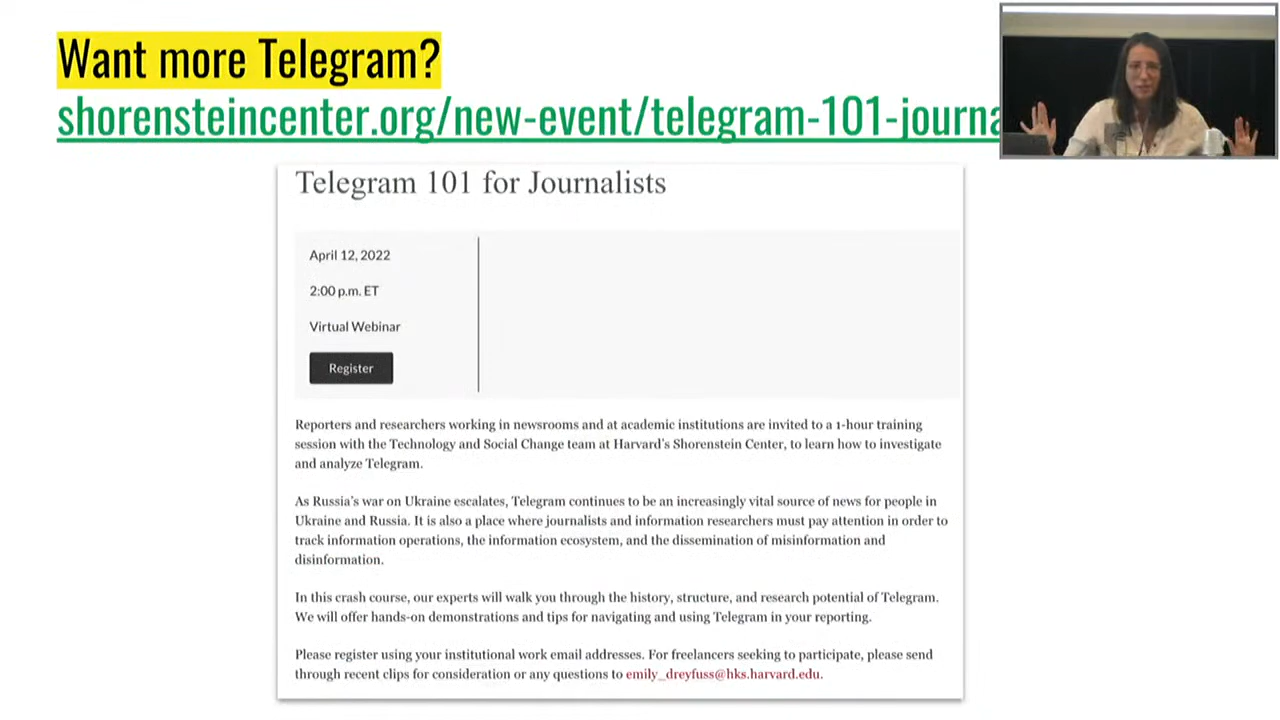 Want more Telegram?
shorensteincenter.org/new-event/telegram-101-journa
Telegram 101 for Journalists
April 12, 2022
2:00 p.m. ET
Virtual Webinar
Register
Reporters and researchers working in newsrooms and at academic institutions are invited to a 1-hour training
session with the Technology and Social Change team at Harvard's Shorenstein Center, to learn how to investigate
and analyze Telegram.
As Russia's war on Ukraine escalates, Telegram continues to be an increasingly vital source of news for people in
Ukraine and Russia. It is also a place where journalists and information researchers must pay attention in order to
track information operations, the information ecosystem, and the dissemination of misinformation and
disinformation.
In this crash course, our experts will walk you through the history, structure, and research potential of Telegram.
We will offer hands-on demonstrations and tips for navigating and using Telegram in your reporting.
Please register using your institutional work email addresses. For freelancers seeking to participate, please send
through recent clips for consideration or any questions to emily_dreyfuss@hks.harvard.edu.